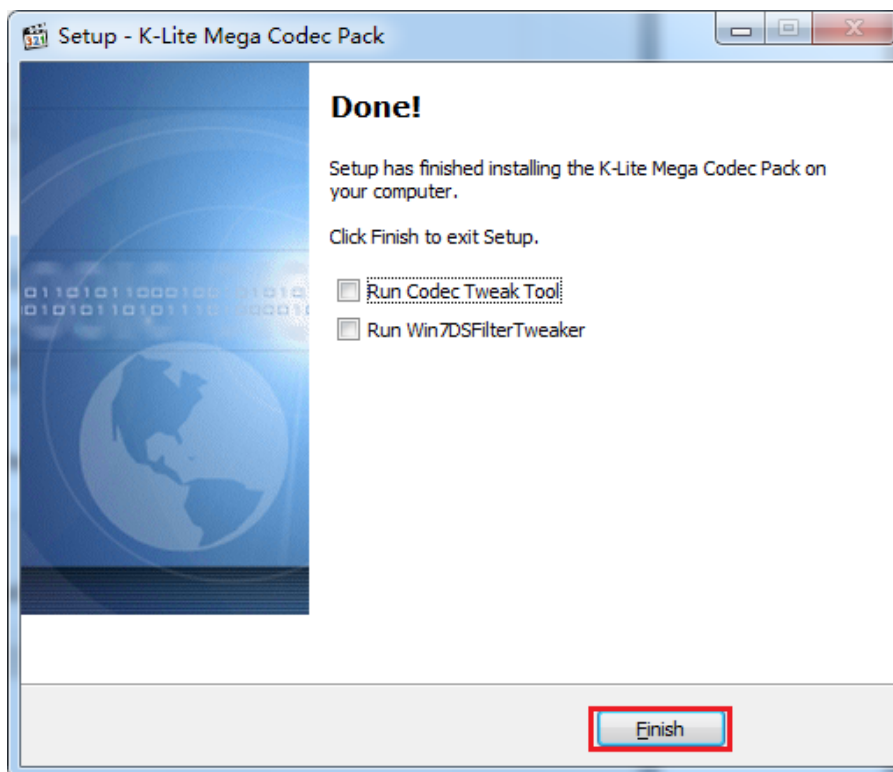 Setup - K-Lite Mega Codec Pack
Done!
Setup has finished installing the K-Lite Mega Codec Pack on
your computer.
Click Finish to exit Setup.
Run Codec Tweak Tool
Run Win7DSFilterTweaker
Finish